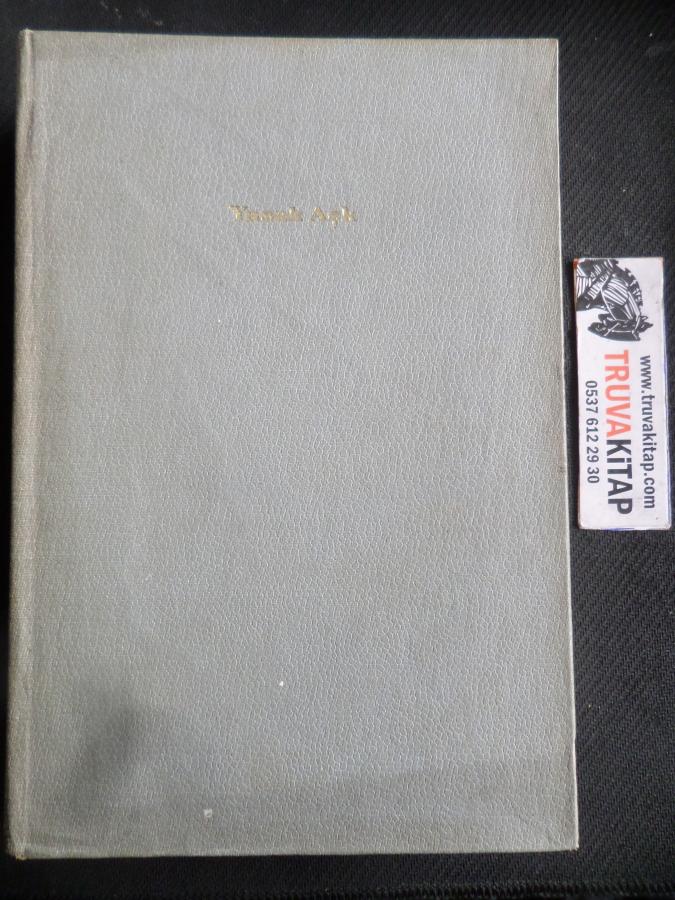 Yasak Aşk
www.truvakitap.com
TRUVAKiTAP
0537 612 29 30